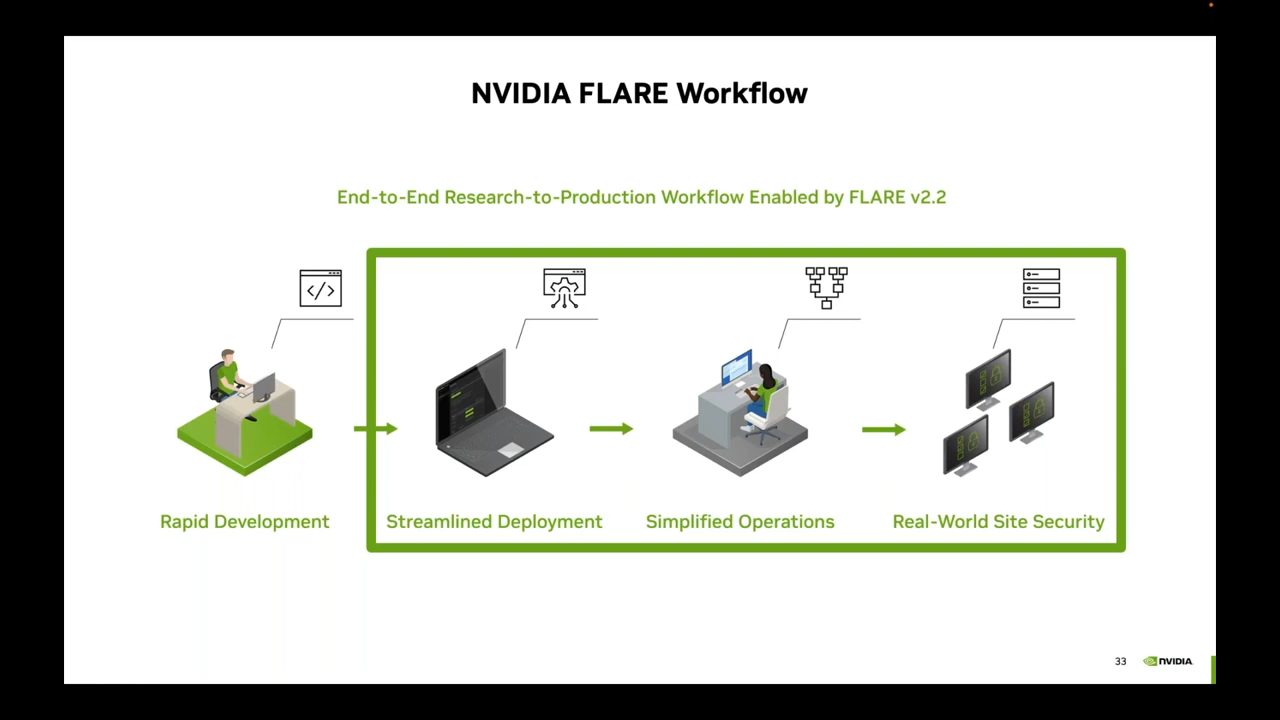 NVIDIA FLARE Workflow
End-to-End Research-to-Production Workflow Enabled by FLARE v2.2
</>
Rapid Development
Streamlined Deployment
Simplified Operations
Real-World Site Security
33
NVIDIA